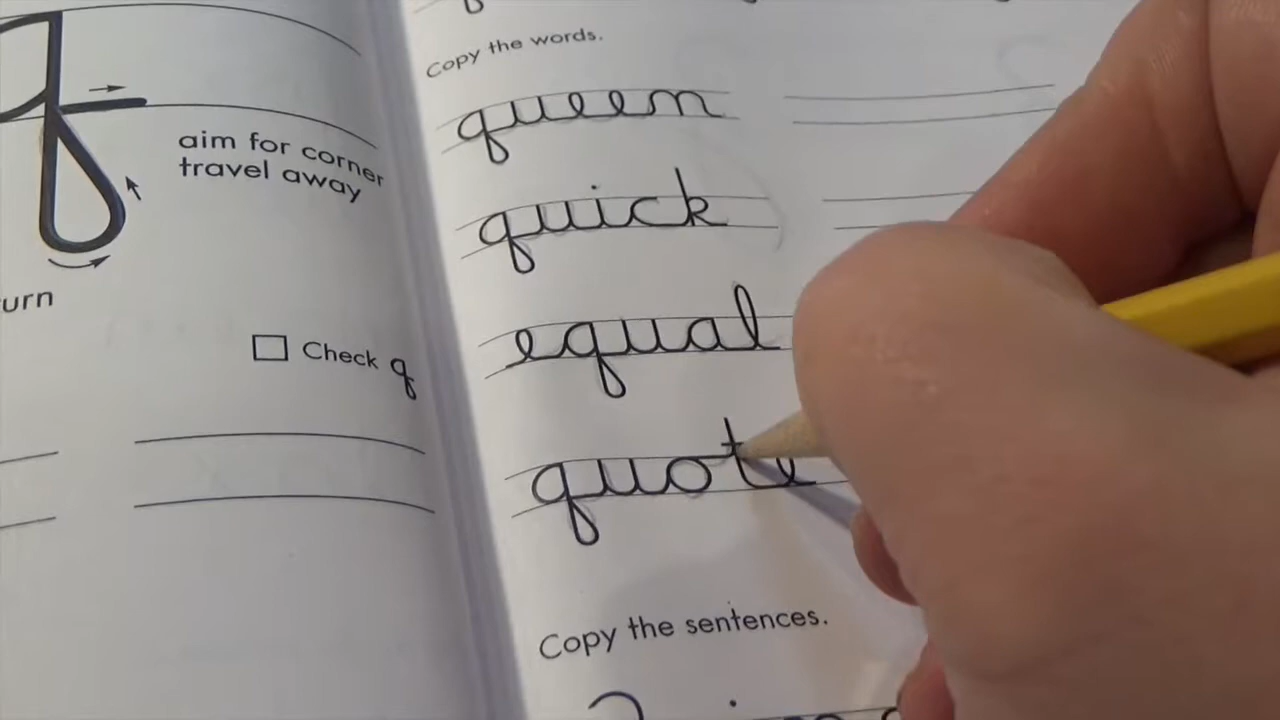 aim for corner
travel away
urn
Check q
Copy the words.
queen
quick
equal
quote
Copy the sentences.